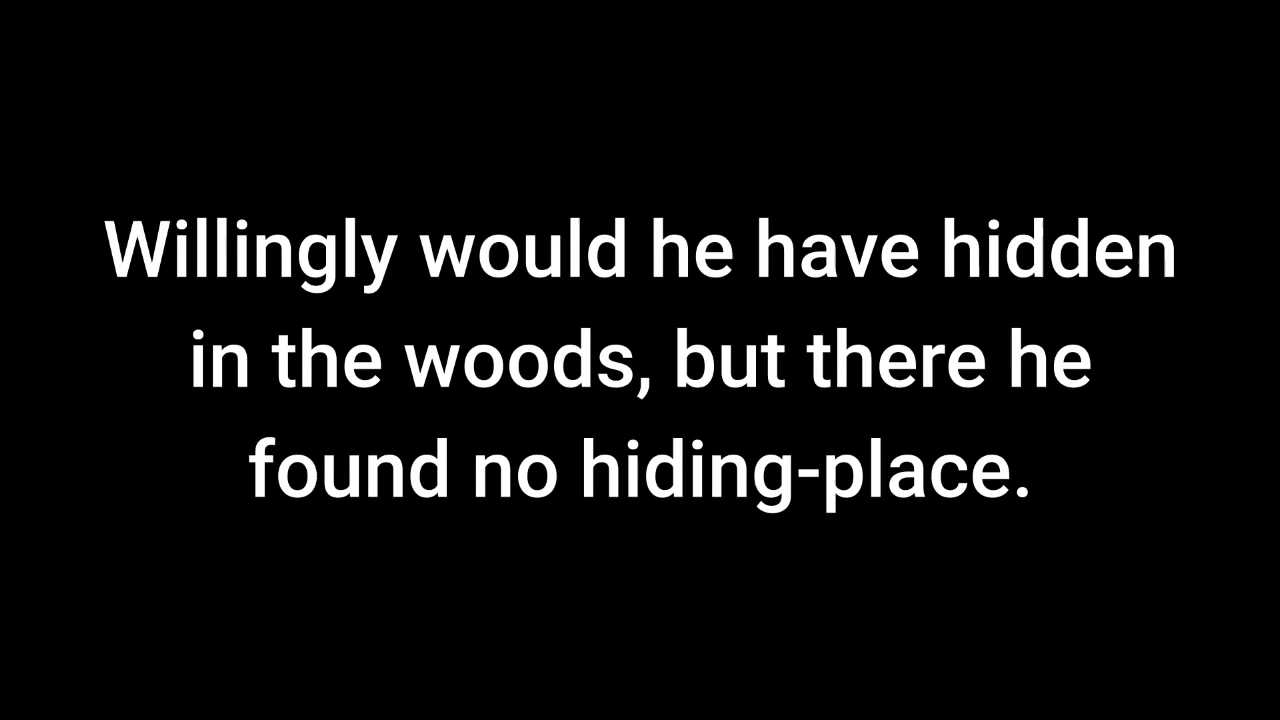 Willingly would he have hidden
in the woods, but there he
found no hiding-place.